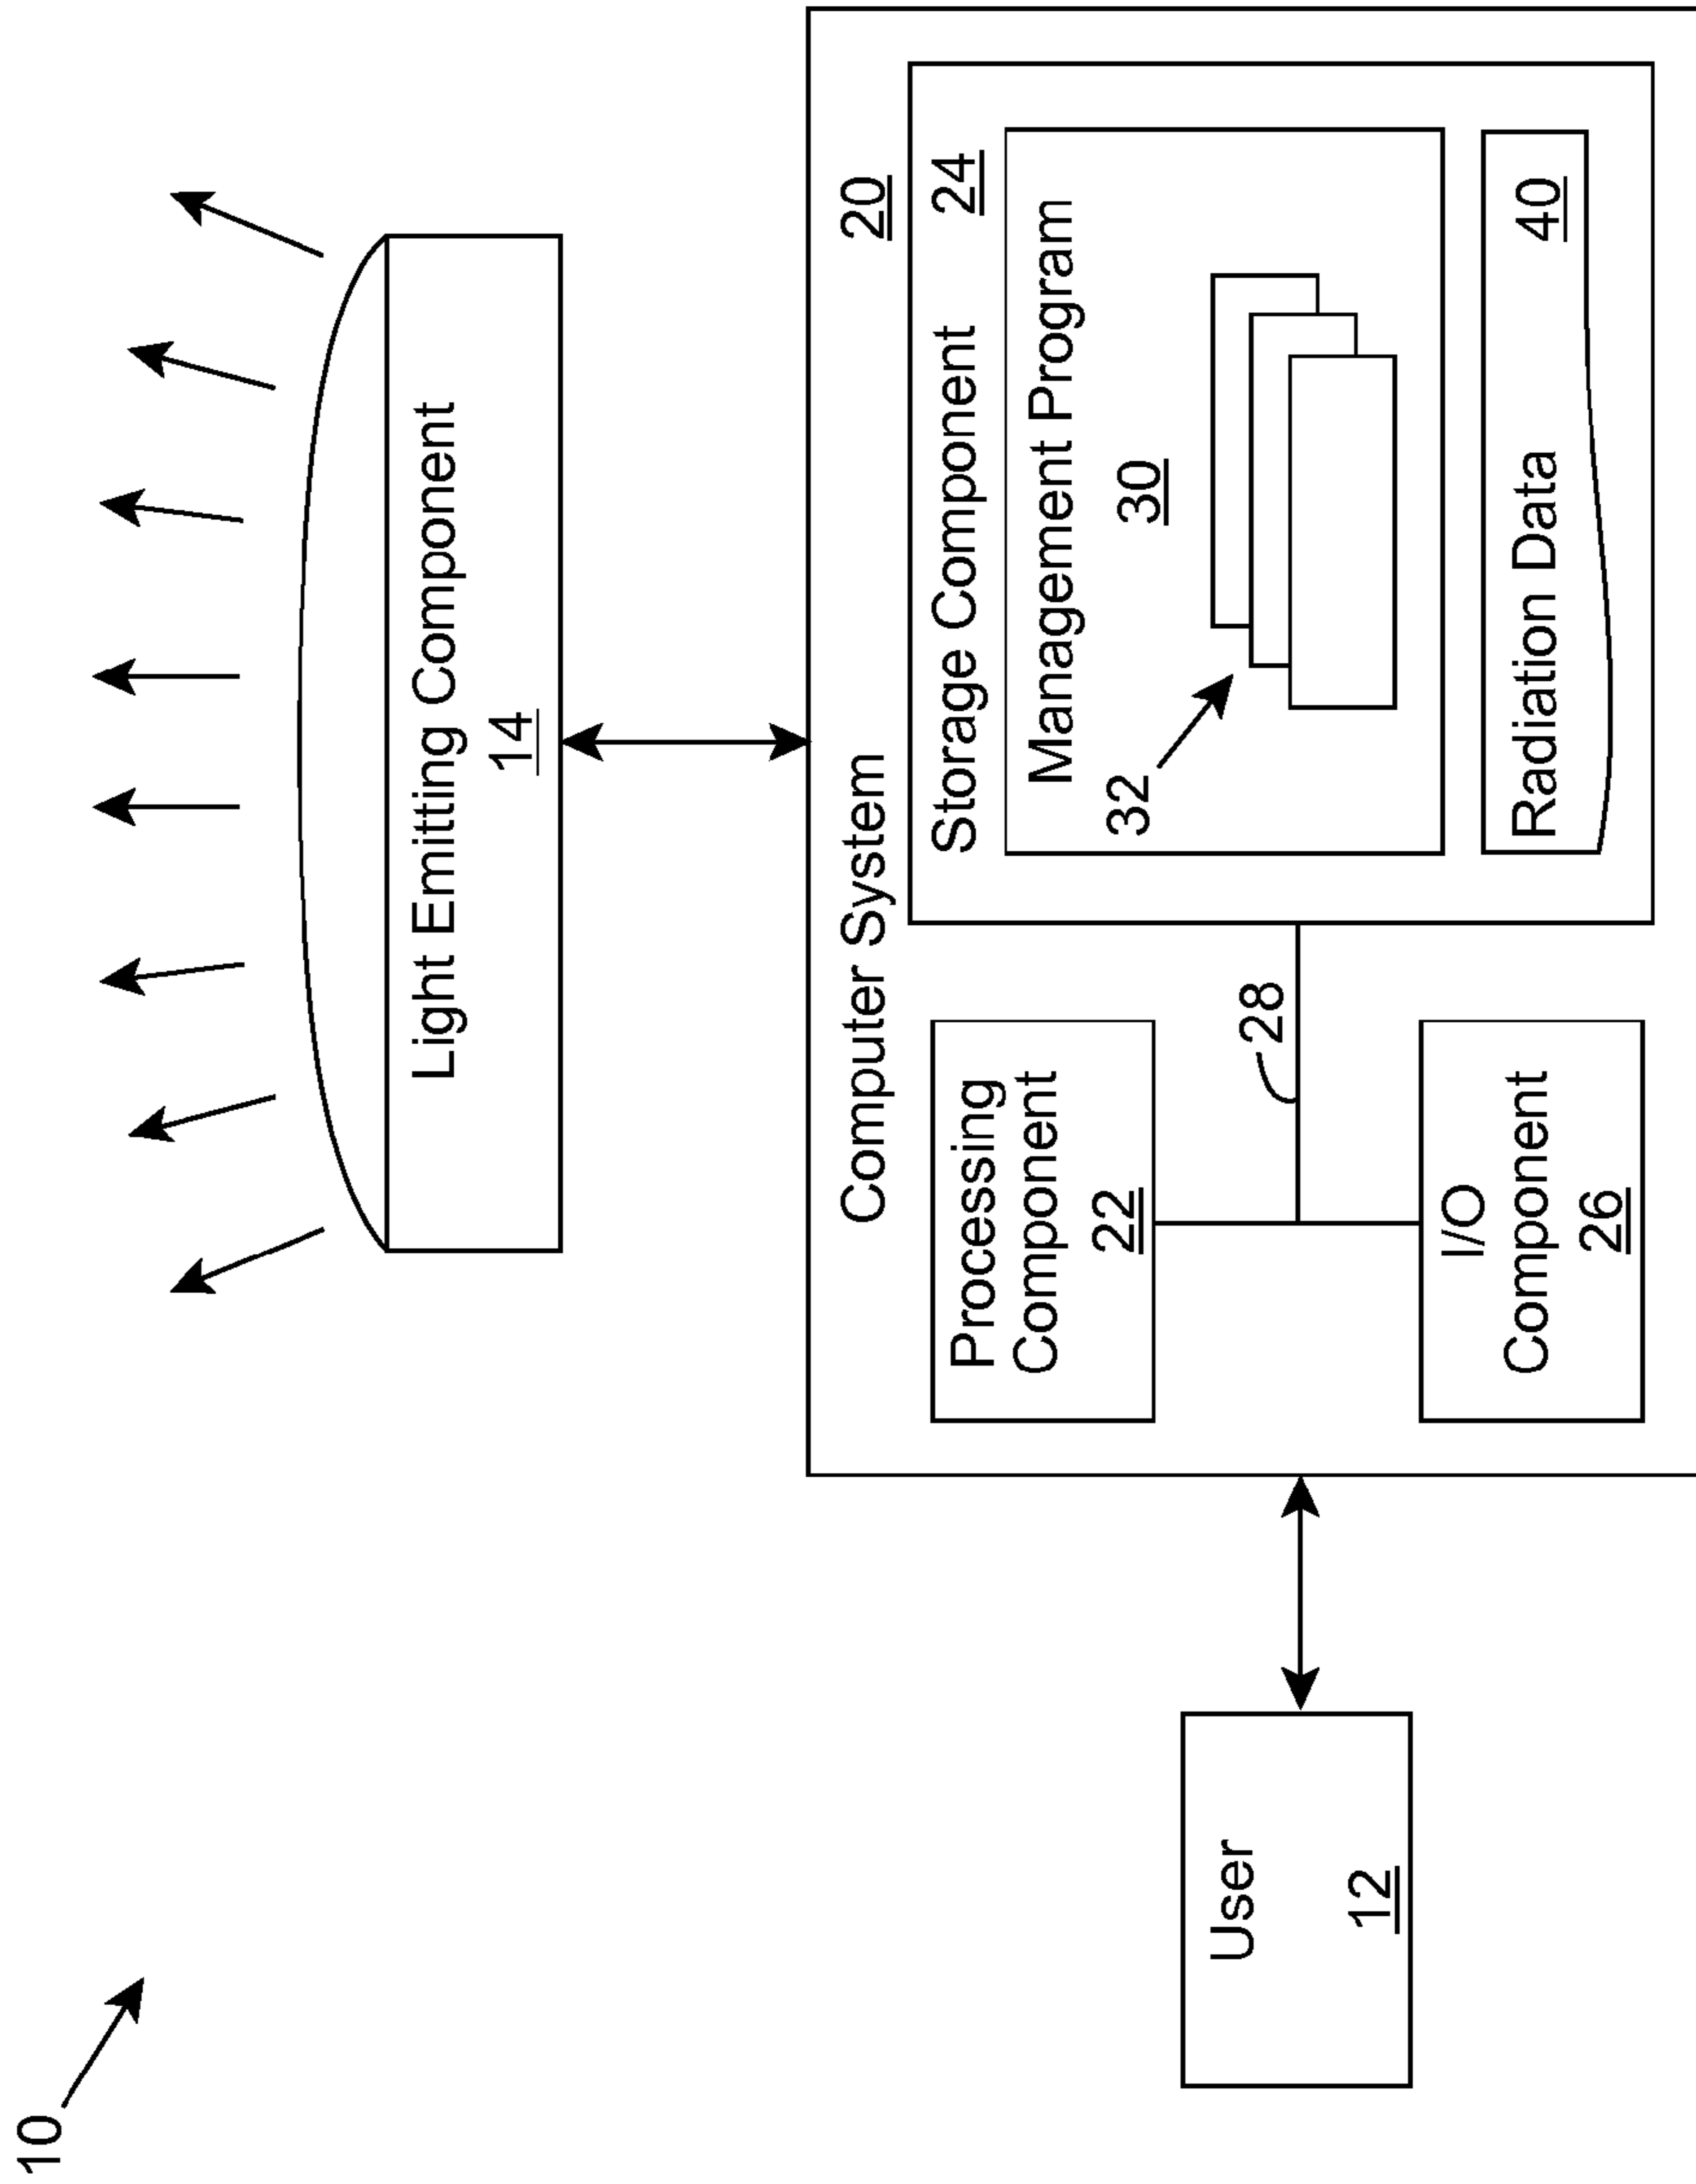 10
Light Emitting Component
14
Computer System
20
User
12
Processing
Component
22
28
I/O
Component
26
Storage Component
24
Management Program
30
32
Radiation Data
40